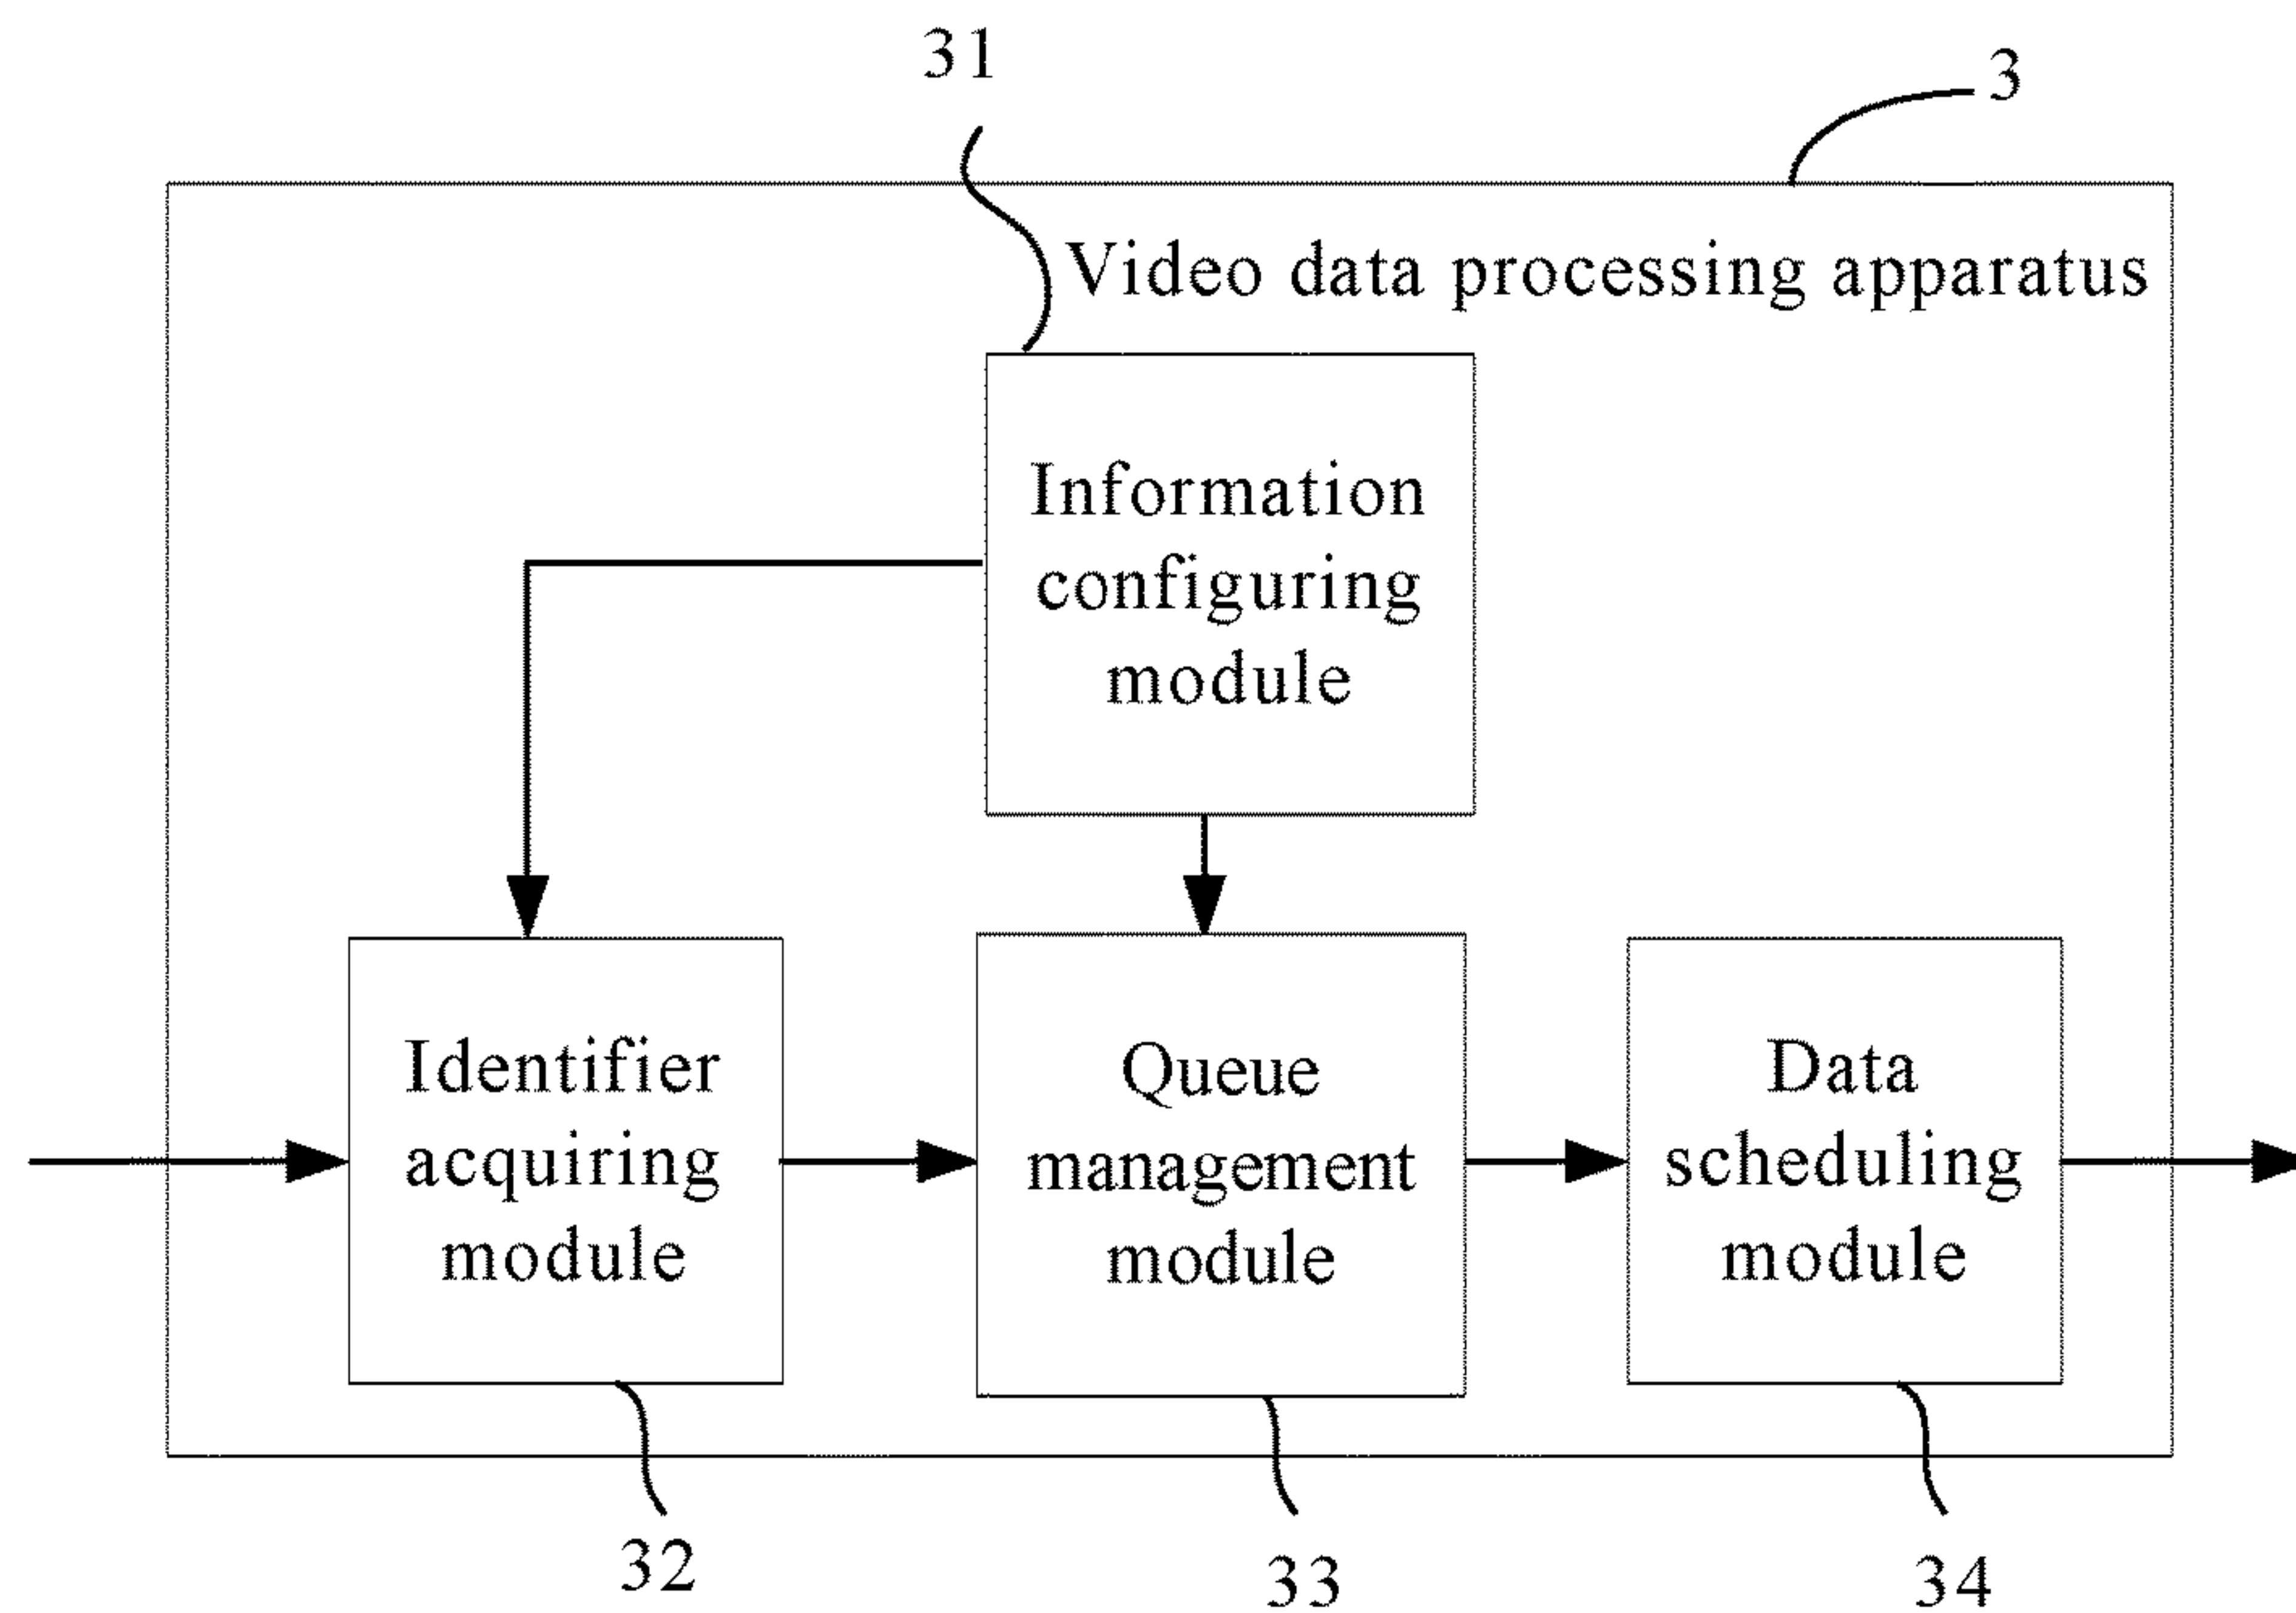 31
3
Video data processing apparatus
Information
configuring
module
Identifier
acquiring
module
Queue
management
module
Data
scheduling
module
32
33
34